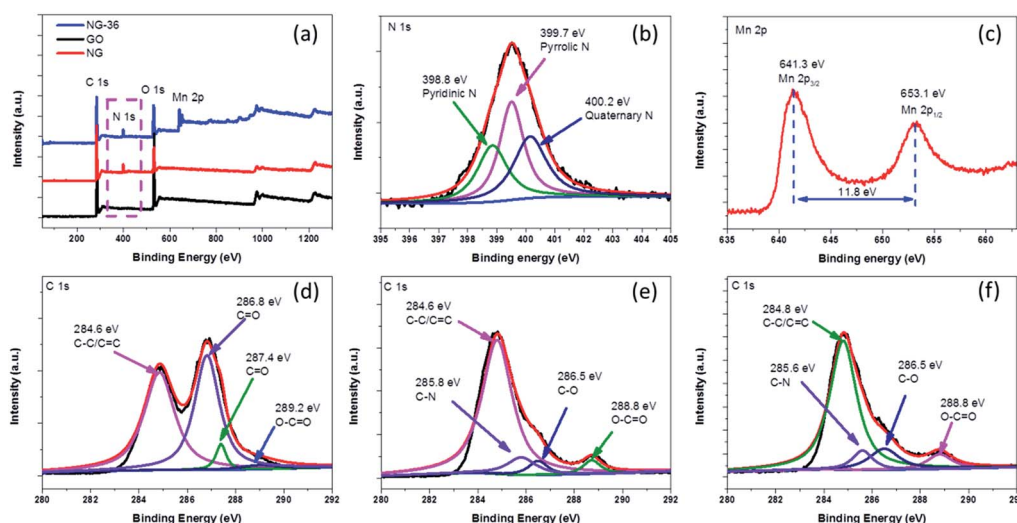 NG-36
GO
NG
(a)
C 1s
N 1s
O 1s
Mn 2p
Intensity (a.u.)
200 400 600 800 1000 1200
Binding Energy (eV)
N 1s
(b)
399.7 eV
Pyrrolic N
398.8 eV
Pyridinic N
400.2 eV
Quaternary N
Intensity (a.u.)
395 396 397 398 399 400 401 402 403 404 405
Binding Energy (eV)
Mn 2p
(c)
641.3 eV
Mn 2p3/2
653.1 eV
Mn 2p1/2
11.8 eV
Intensity (a.u.)
635 640 645 650 655 660
Binding energy (eV)
C 1s
(d)
286.8 eV
C=O
284.6 eV
C-C/C=C
287.4 eV
C=O
289.2 eV
O-C=O
Intensity (a.u.)
280 282 284 286 288 290 292
Binding Energy (eV)
C 1s
(e)
284.6 eV
C-C/C=C
285.8 eV
C-N
286.5 eV
C-O
288.8 eV
O-C=O
Intensity (a.u.)
280 282 284 286 288 290 292
Binding Energy (eV)
C 1s
(f)
284.8 eV
C-C/C=C
285.6 eV
C-N
286.5 eV
C-O
288.8 eV
O-C=O
Intensity (a.u.)
280 282 284 286 288 290
Binding Energy (eV)